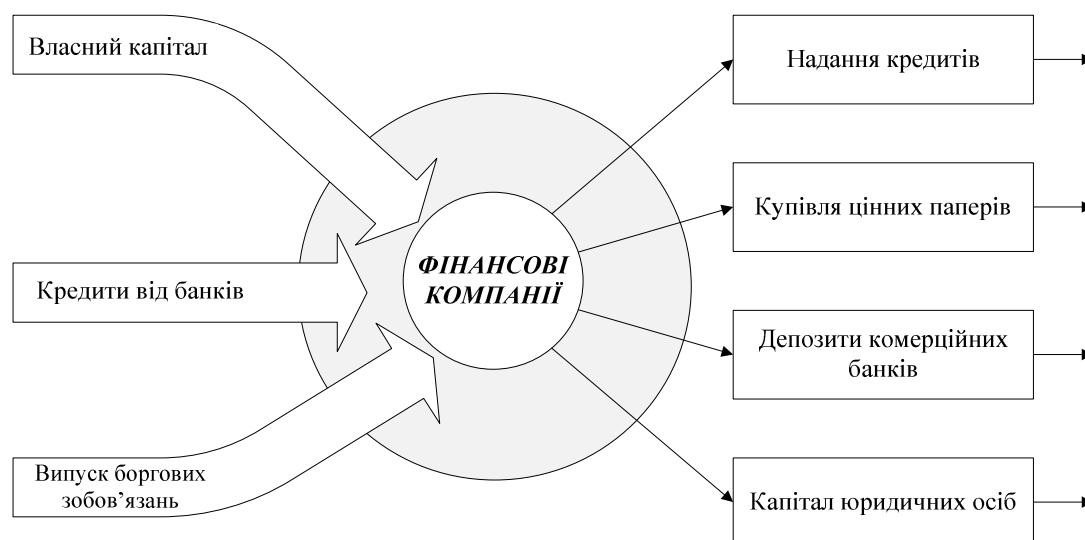 Власний капітал
Кредити від банків
Випуск боргових
зобов’язань
ФІНАНСОВІ
КОМПАНІЇ
Надання кредитів
Купівля цінних паперів
Депозити комерційних
банків
Капітал юридичних осіб